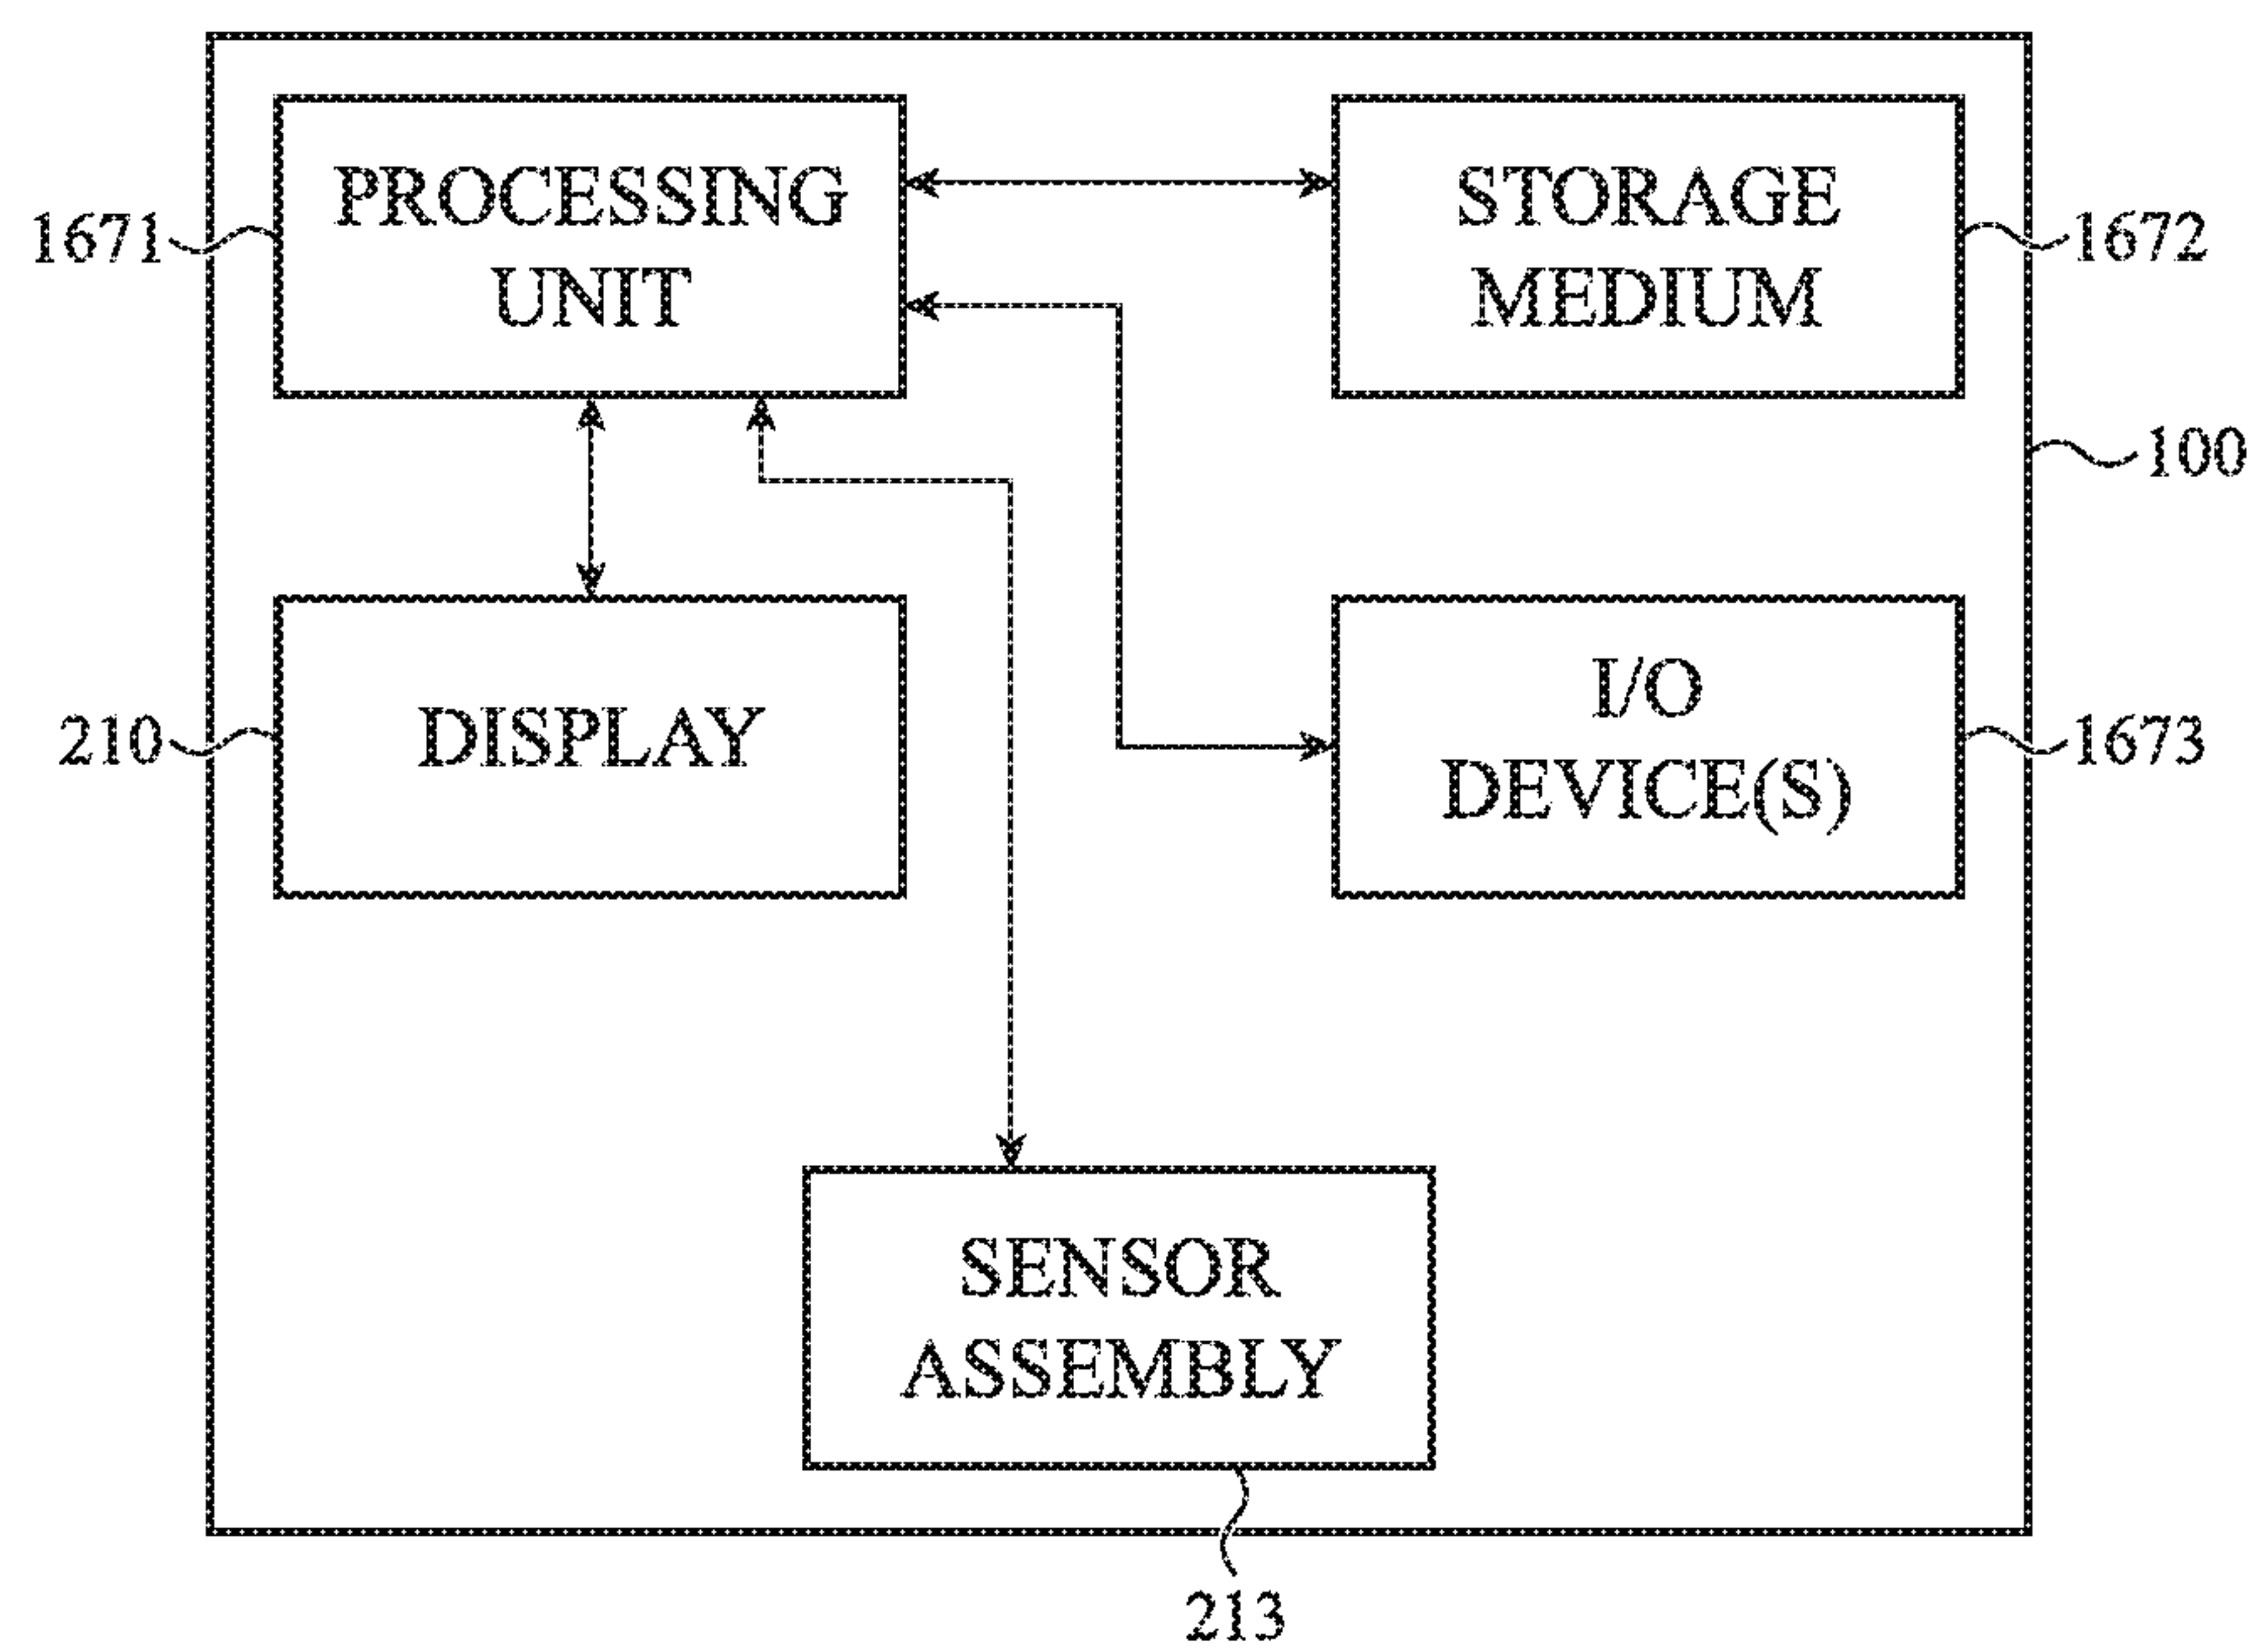 PROCESSING
UNIT
1671
STORAGE
MEDIUM
1672
100
DISPLAY
210
I/O
DEVICE(S)
1673
SENSOR
ASSEMBLY
213